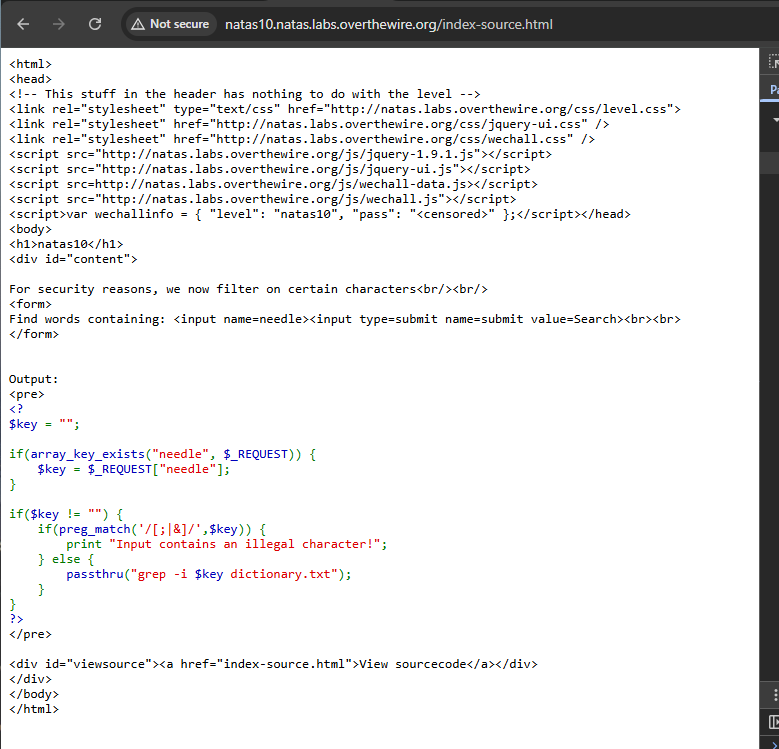 Not secure natas10.natas.labs.overthewire.org/index-source.html
<html>
<head>
<!-- This stuff in the header has nothing to do with the level -->
<link rel="stylesheet" type="text/css" href="http://natas.labs.overthewire.org/css/level.css">
<link rel="stylesheet" href="http://natas.labs.overthewire.org/css/jquery-ui.css" />
<link rel="stylesheet" href="http://natas.labs.overthewire.org/css/wechall.css" />
<script src="http://natas.labs.overthewire.org/js/jquery-1.9.1.js"></script>
<script src="http://natas.labs.overthewire.org/js/jquery-ui.js"></script>
<script src=http://natas.labs.overthewire.org/js/wechall-data.js></script>
<script src="http://natas.labs.overthewire.org/js/wechall.js"></script>
<script>var wechallinfo = { "level": "natas10", "pass": "<censored>" };</script></head>
<body>
<h1>natas10</h1>
<div id="content">

For security reasons, we now filter on certain characters<br/><br/>
<form>
Find words containing: <input name=needle><input type=submit name=submit value=Search><br><br>
</form>


Output:
<pre>
<?
$key = "";

if(array_key_exists("needle", $_REQUEST)) {
    $key = $_REQUEST["needle"];
}

if($key != "") {
    if(preg_match('/[;|&]/',$key)) {
        print "Input contains an illegal character!";
    } else {
        passthru("grep -i $key dictionary.txt");
    }
}
?>
</pre>

<div id="viewsource"><a href="index-source.html">View sourcecode</a></div>
</div>
</body>
</html>